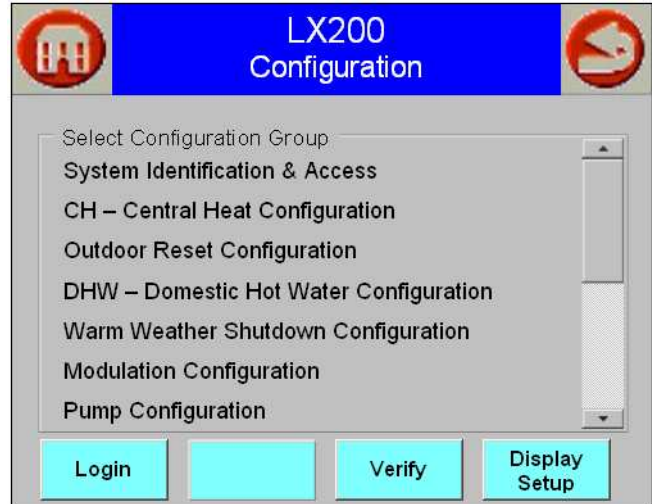 LX200
Configuration
Select Configuration Group
System Identification & Access
CH – Central Heat Configuration
Outdoor Reset Configuration
DHW – Domestic Hot Water Configuration
Warm Weather Shutdown Configuration
Modulation Configuration
Pump Configuration
Login
Verify
Display
Setup